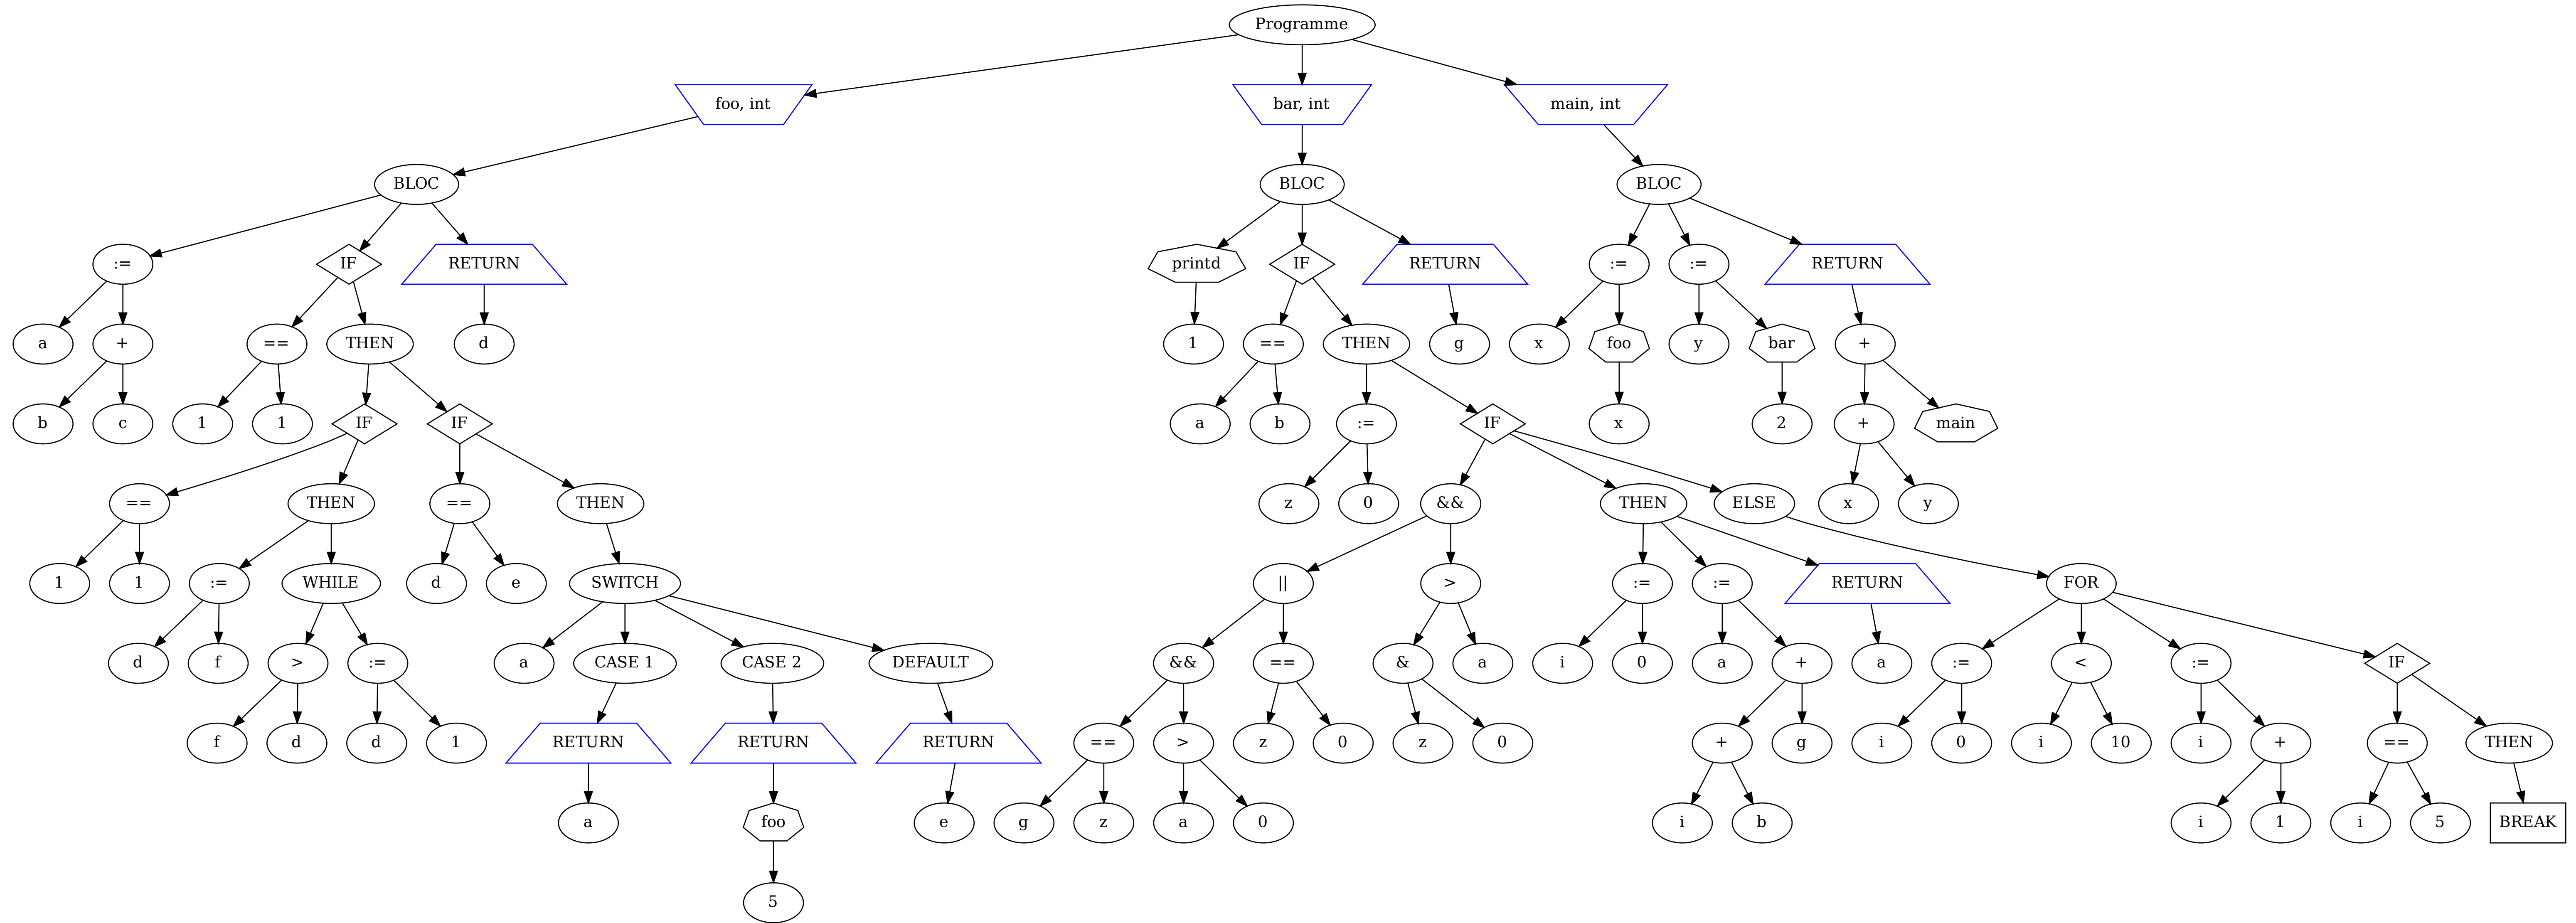 Programme
foo, int
bar, int
main, int
BLOC
BLOC
BLOC
:=
IF
RETURN
printd
IF
RETURN
:=
:=
RETURN
a
+
==
THEN
d
1
==
THEN
g
x
foo
y
bar
+
b
c
1
1
IF
IF
a
b
:=
IF
x
2
+
main
==
THEN
==
THEN
z
0
&&
THEN
ELSE
x
y
1
1
:=
WHILE
d
e
SWITCH
||
>
:=
:=
RETURN
FOR
d
f
>
:=
a
CASE 1
CASE 2
DEFAULT
&&
==
&
a
i
0
a
+
a
:=
<
:=
IF
f
d
d
1
RETURN
RETURN
RETURN
==
>
z
0
z
0
+
g
i
0
i
10
i
+
==
THEN
a
foo
e
g
z
a
0
i
b
i
1
i
5
BREAK
5